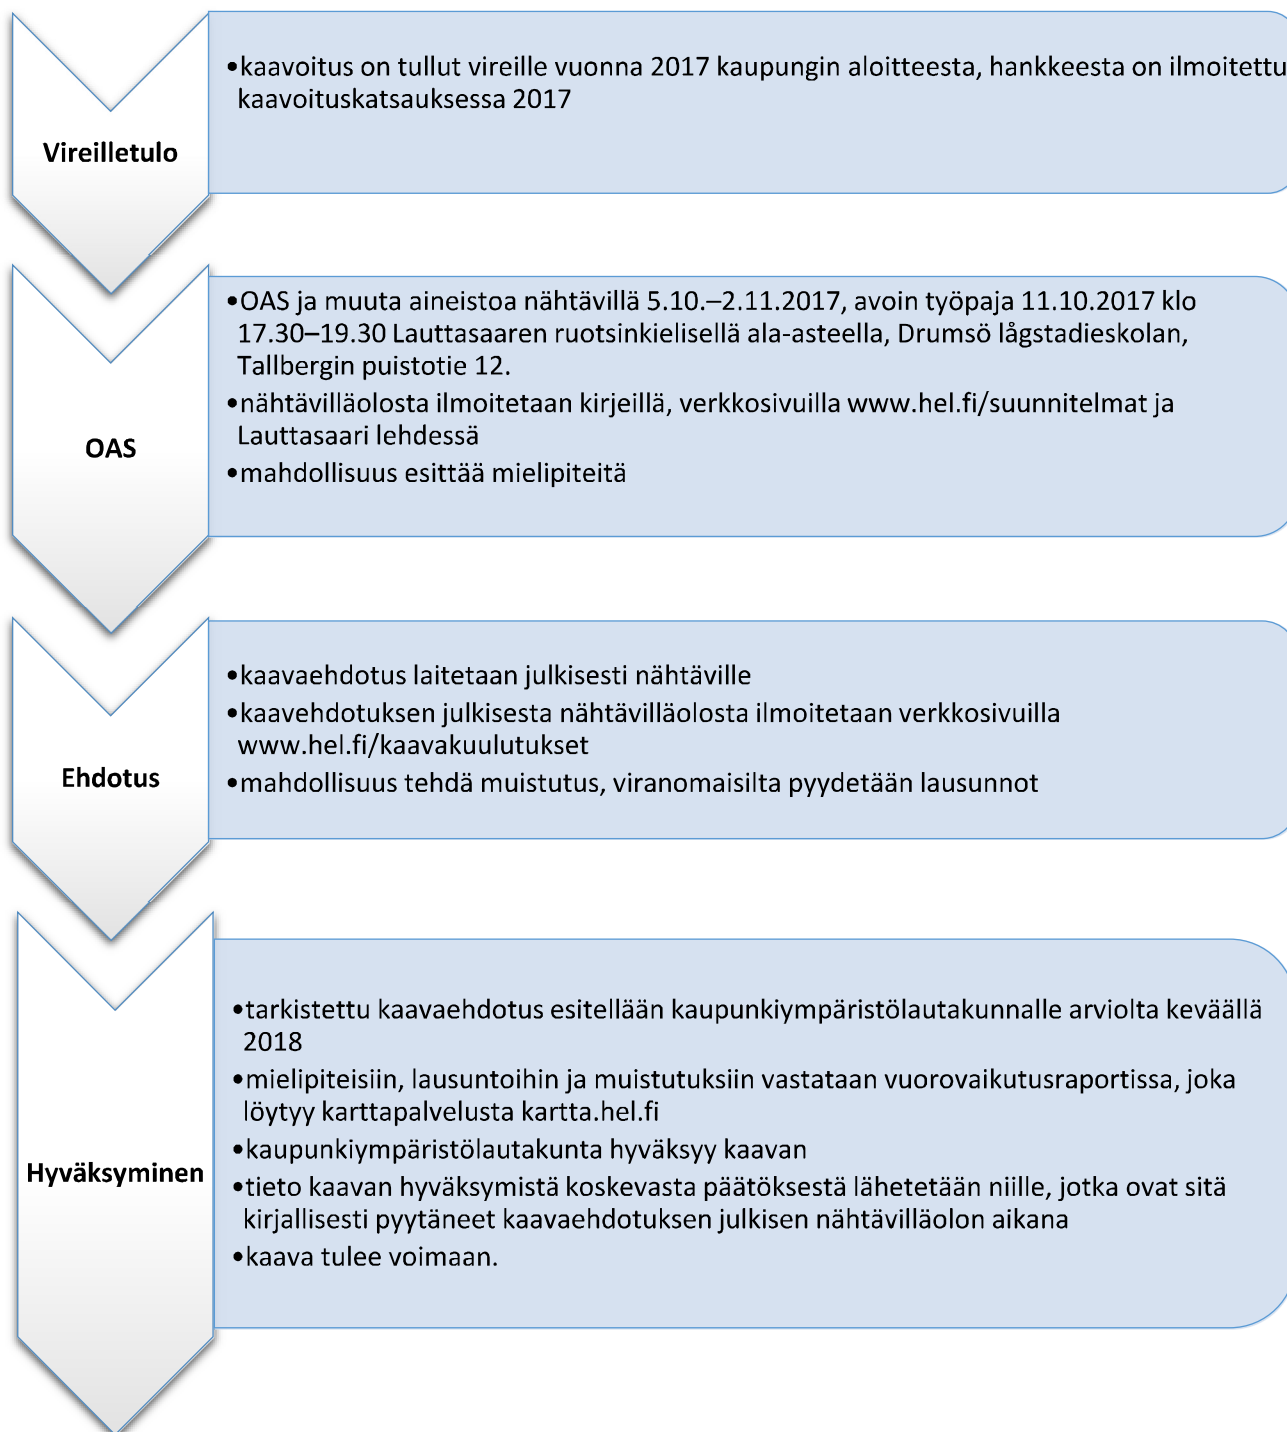 Vireilletulo
•kaavoitus on tullut vireille vuonna 2017 kaupungin aloitteesta, hankkeesta on ilmoitettu
kaavoituskatsauksessa 2017
OAS
•OAS ja muuta aineistoa nähtävillä 5.10.–2.11.2017, avoin työpaja 11.10.2017 klo
17.30–19.30 Lauttasaaren ruotsinkielisellä ala-asteella, Drumsö lågstadieskolan,
Tallbergin puistotie 12.
•nähtävilläolosta ilmoitetaan kirjeillä, verkkosivuilla www.hel.fi/suunnitelmat ja
Lauttasaari lehdessä
•mahdollisuus esittää mielipiteitä
Ehdotus
•kaavaehdotus laitetaan julkisesti nähtäville
•kaavehdotuksen julkisesta nähtävilläolosta ilmoitetaan verkkosivuilla
www.hel.fi/kaavakuulutukset
•mahdollisuus tehdä muistutus, viranomaisilta pyydetään lausunnot
Hyväksyminen
•tarkistettu kaavaehdotus esitellään kaupunkiympäristölautakunnalle arviolta keväällä
2018
•mielipiteisiin, lausuntoihin ja muistutuksiin vastataan vuorovaikutusraportissa, joka
löytyy karttapalvelusta kartta.hel.fi
•kaupunkiympäristölautakunta hyväksyy kaavan
•tieto kaavan hyväksymistä koskevasta päätöksestä lähetetään niille, jotka ovat sitä
kirjallisesti pyytäneet kaavaehdotuksen julkisen nähtävilläolon aikana
•kaava tulee voimaan.